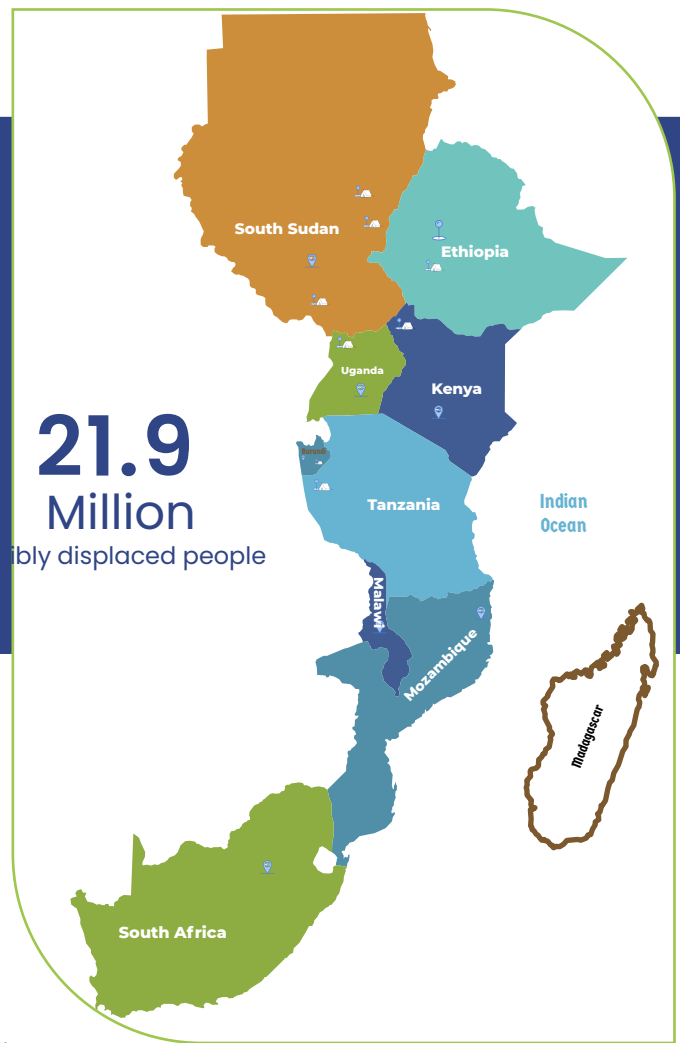 South Sudan
Ethiopia
Uganda
Kenya
21.9
Million
ibly displaced people
Burundi
Tanzania
Indian
Ocean
Malawi
Mozambique
Madagascar
South Africa